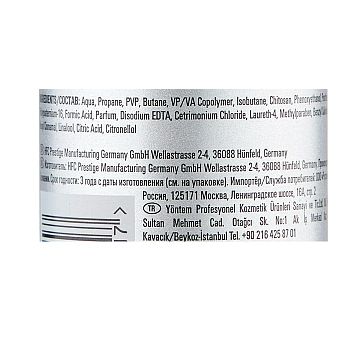 INGREDIENTS/СОСТАВ: Aqua, Propane, PVP, Butane, VP/VA Copolymer, Isobutane, Chitosan, Phenoxyethanol,
-16, Formic Acid, Parfum, Disodium EDTA, Cetrimonium Chloride, Laureth-4, Methylparaben,
Linalool, Citric Acid, Citronellol
HFC Prestige Manufacturing Germany GmbH Wellastrasse 2-4, 36088 Hünfeld, Germany
Изготовитель: HFC Prestige Manufacturing Germany GmbH Wellastrasse 2-4, 36088 Hünfeld, Germany,
Срок годности: 3 года с даты изготовления (см. на упаковке). Импортёр/Служба потребителей:
Россия, 125171 Москва, Ленинградское шоссе, 16А, стр. 2
TR Yöntem Profesyonel Kozmetik Ürünleri Sanayi ve
Sultan Mehmet Cad. Otağcı Sk. No:1 Ak İş Merkezi
Kavacık/Beykoz-İstanbul Tel: +90 216 425 87 01